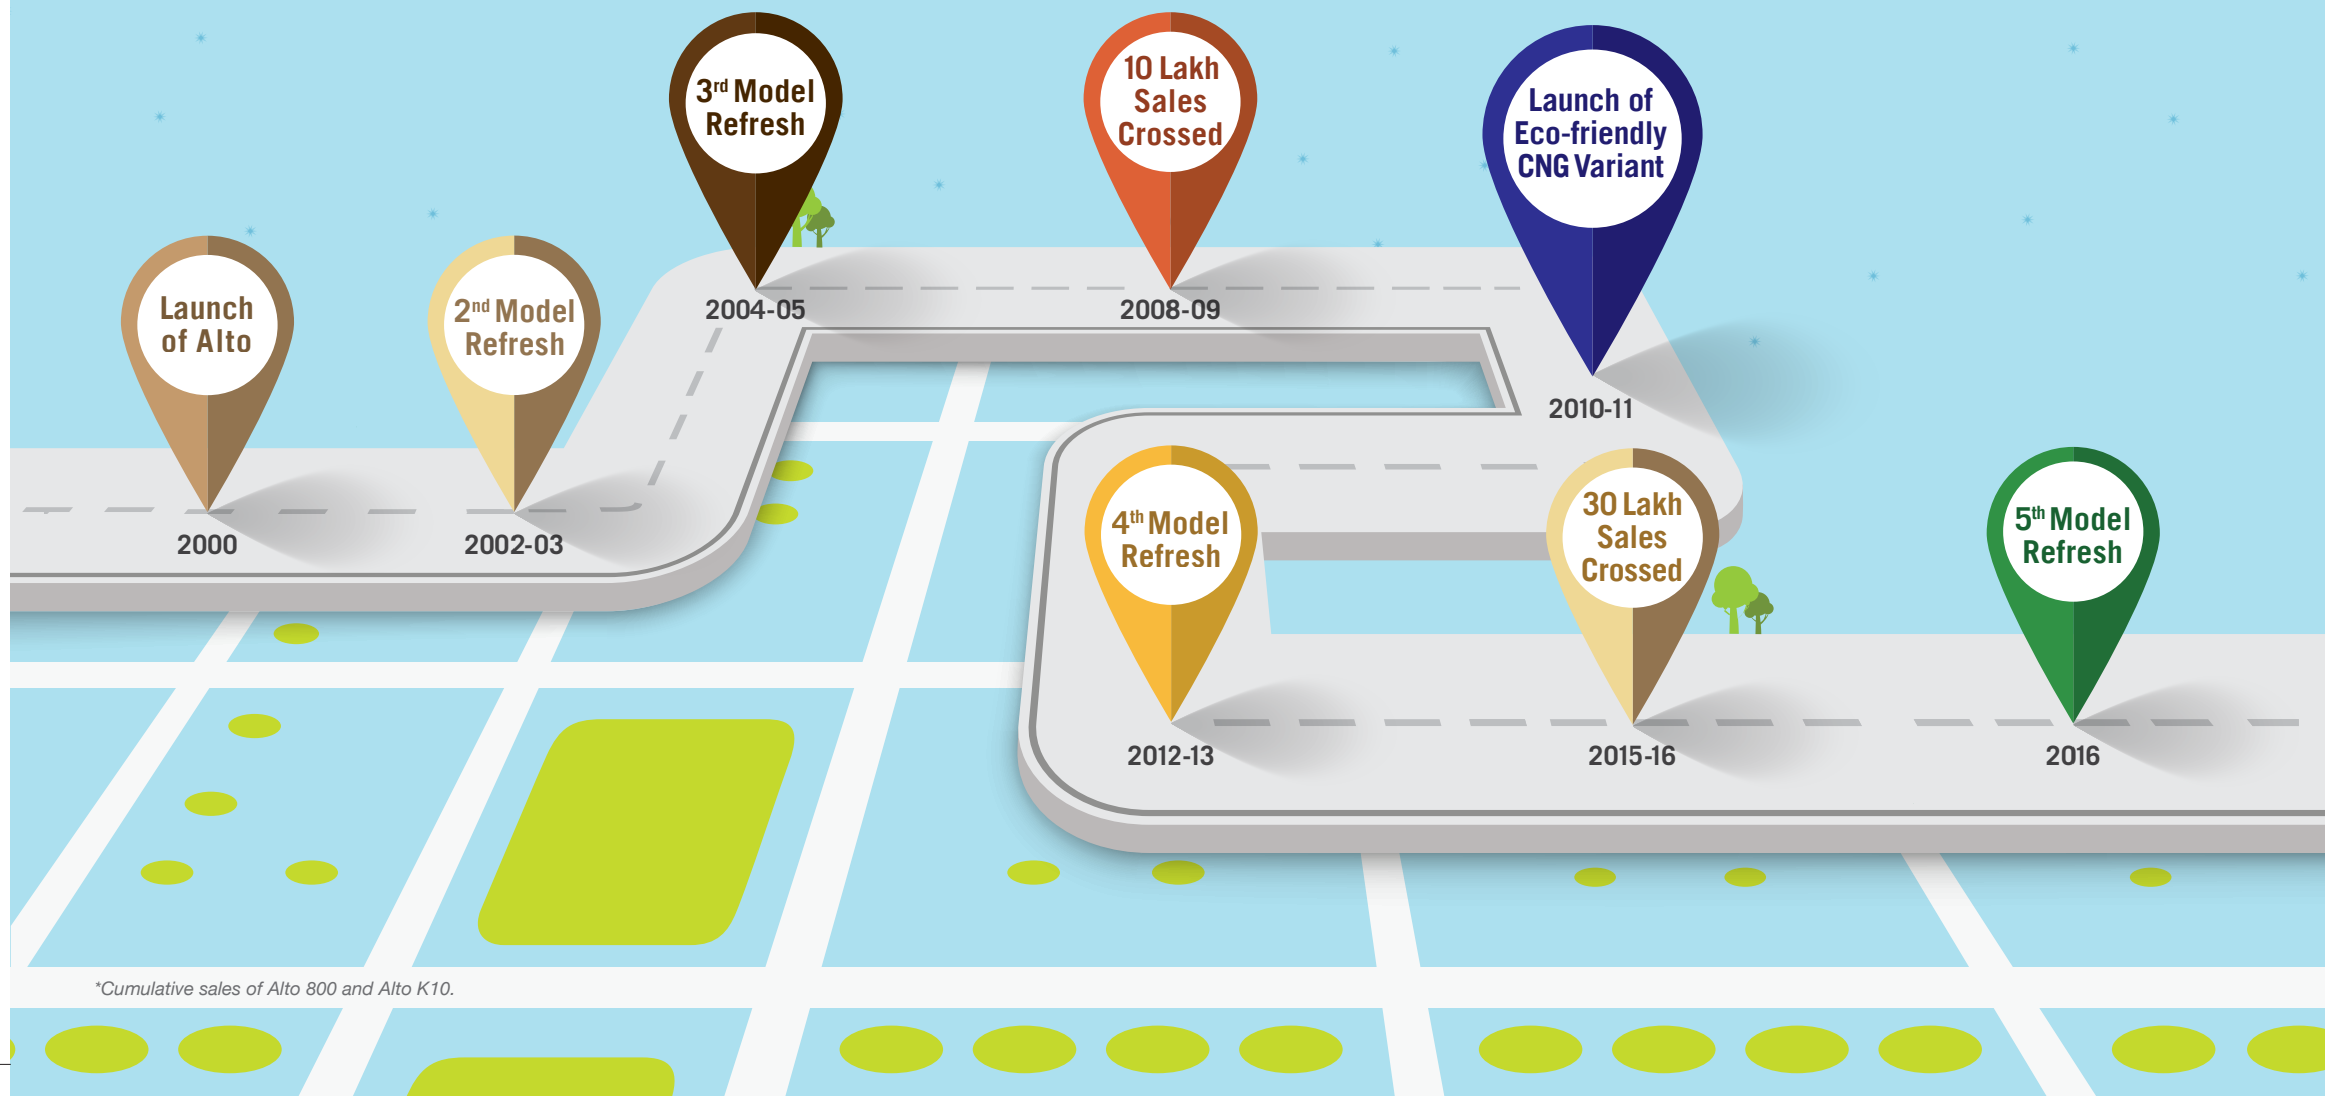 Launch
of Alto
2000
2nd Model
Refresh
2002-03
3rd Model
Refresh
2004-05
10 Lakh
Sales
Crossed
2008-09
Launch of
Eco-friendly
CNG Variant
2010-11
4th Model
Refresh
2012-13
30 Lakh
Sales
Crossed
2015-16
5th Model
Refresh
2016
*Cumulative sales of Alto 800 and Alto K10.